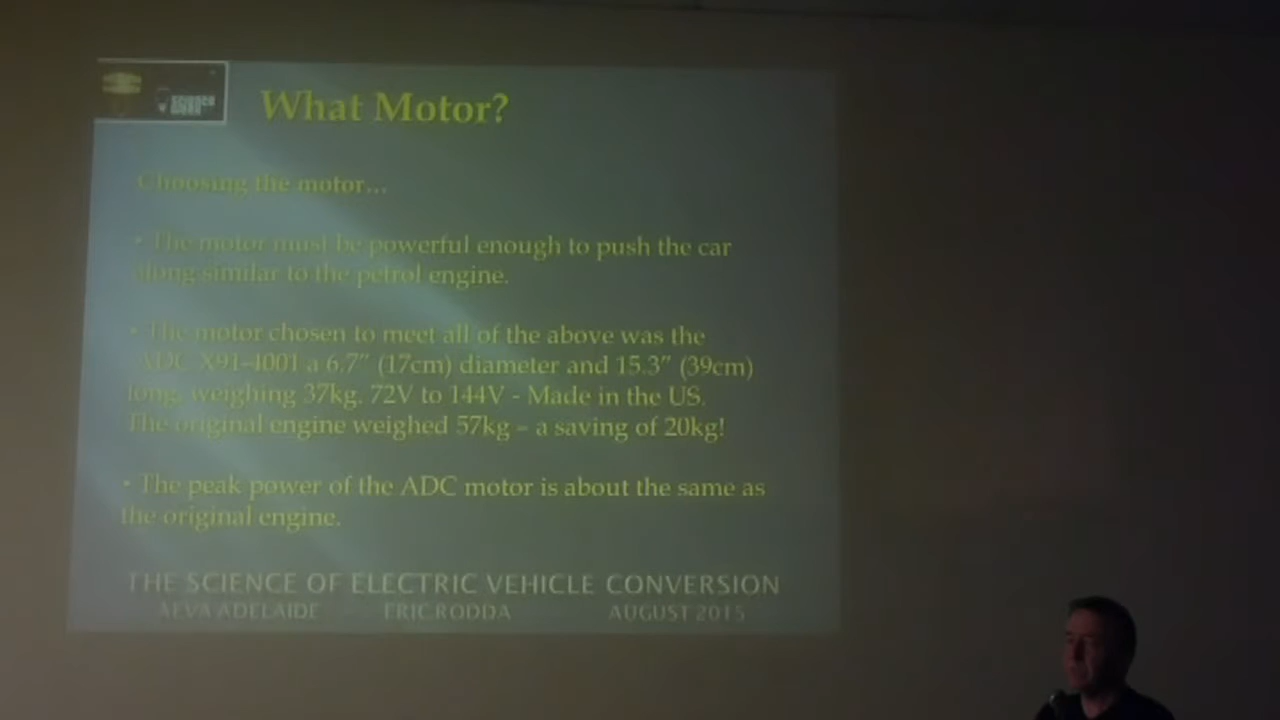 SCIENCE
WEEK
What Motor?
Choosing the motor...
• The motor must be powerful enough to push the car
along similar to the petrol engine.
• The motor chosen to meet all of the above was the
ADC X91-4001 a 6.7" (17cm) diameter and 15.3" (39cm)
long, weighing 37kg. 72V to 144V - Made in the US.
The original engine weighed 57kg – a saving of 20kg!
• The peak power of the ADC motor is about the same as
the original engine.
THE SCIENCE OF ELECTRIC VEHICLE CONVERSION
AEVA ADELAIDE ERIC RODDA AUGUST 2015